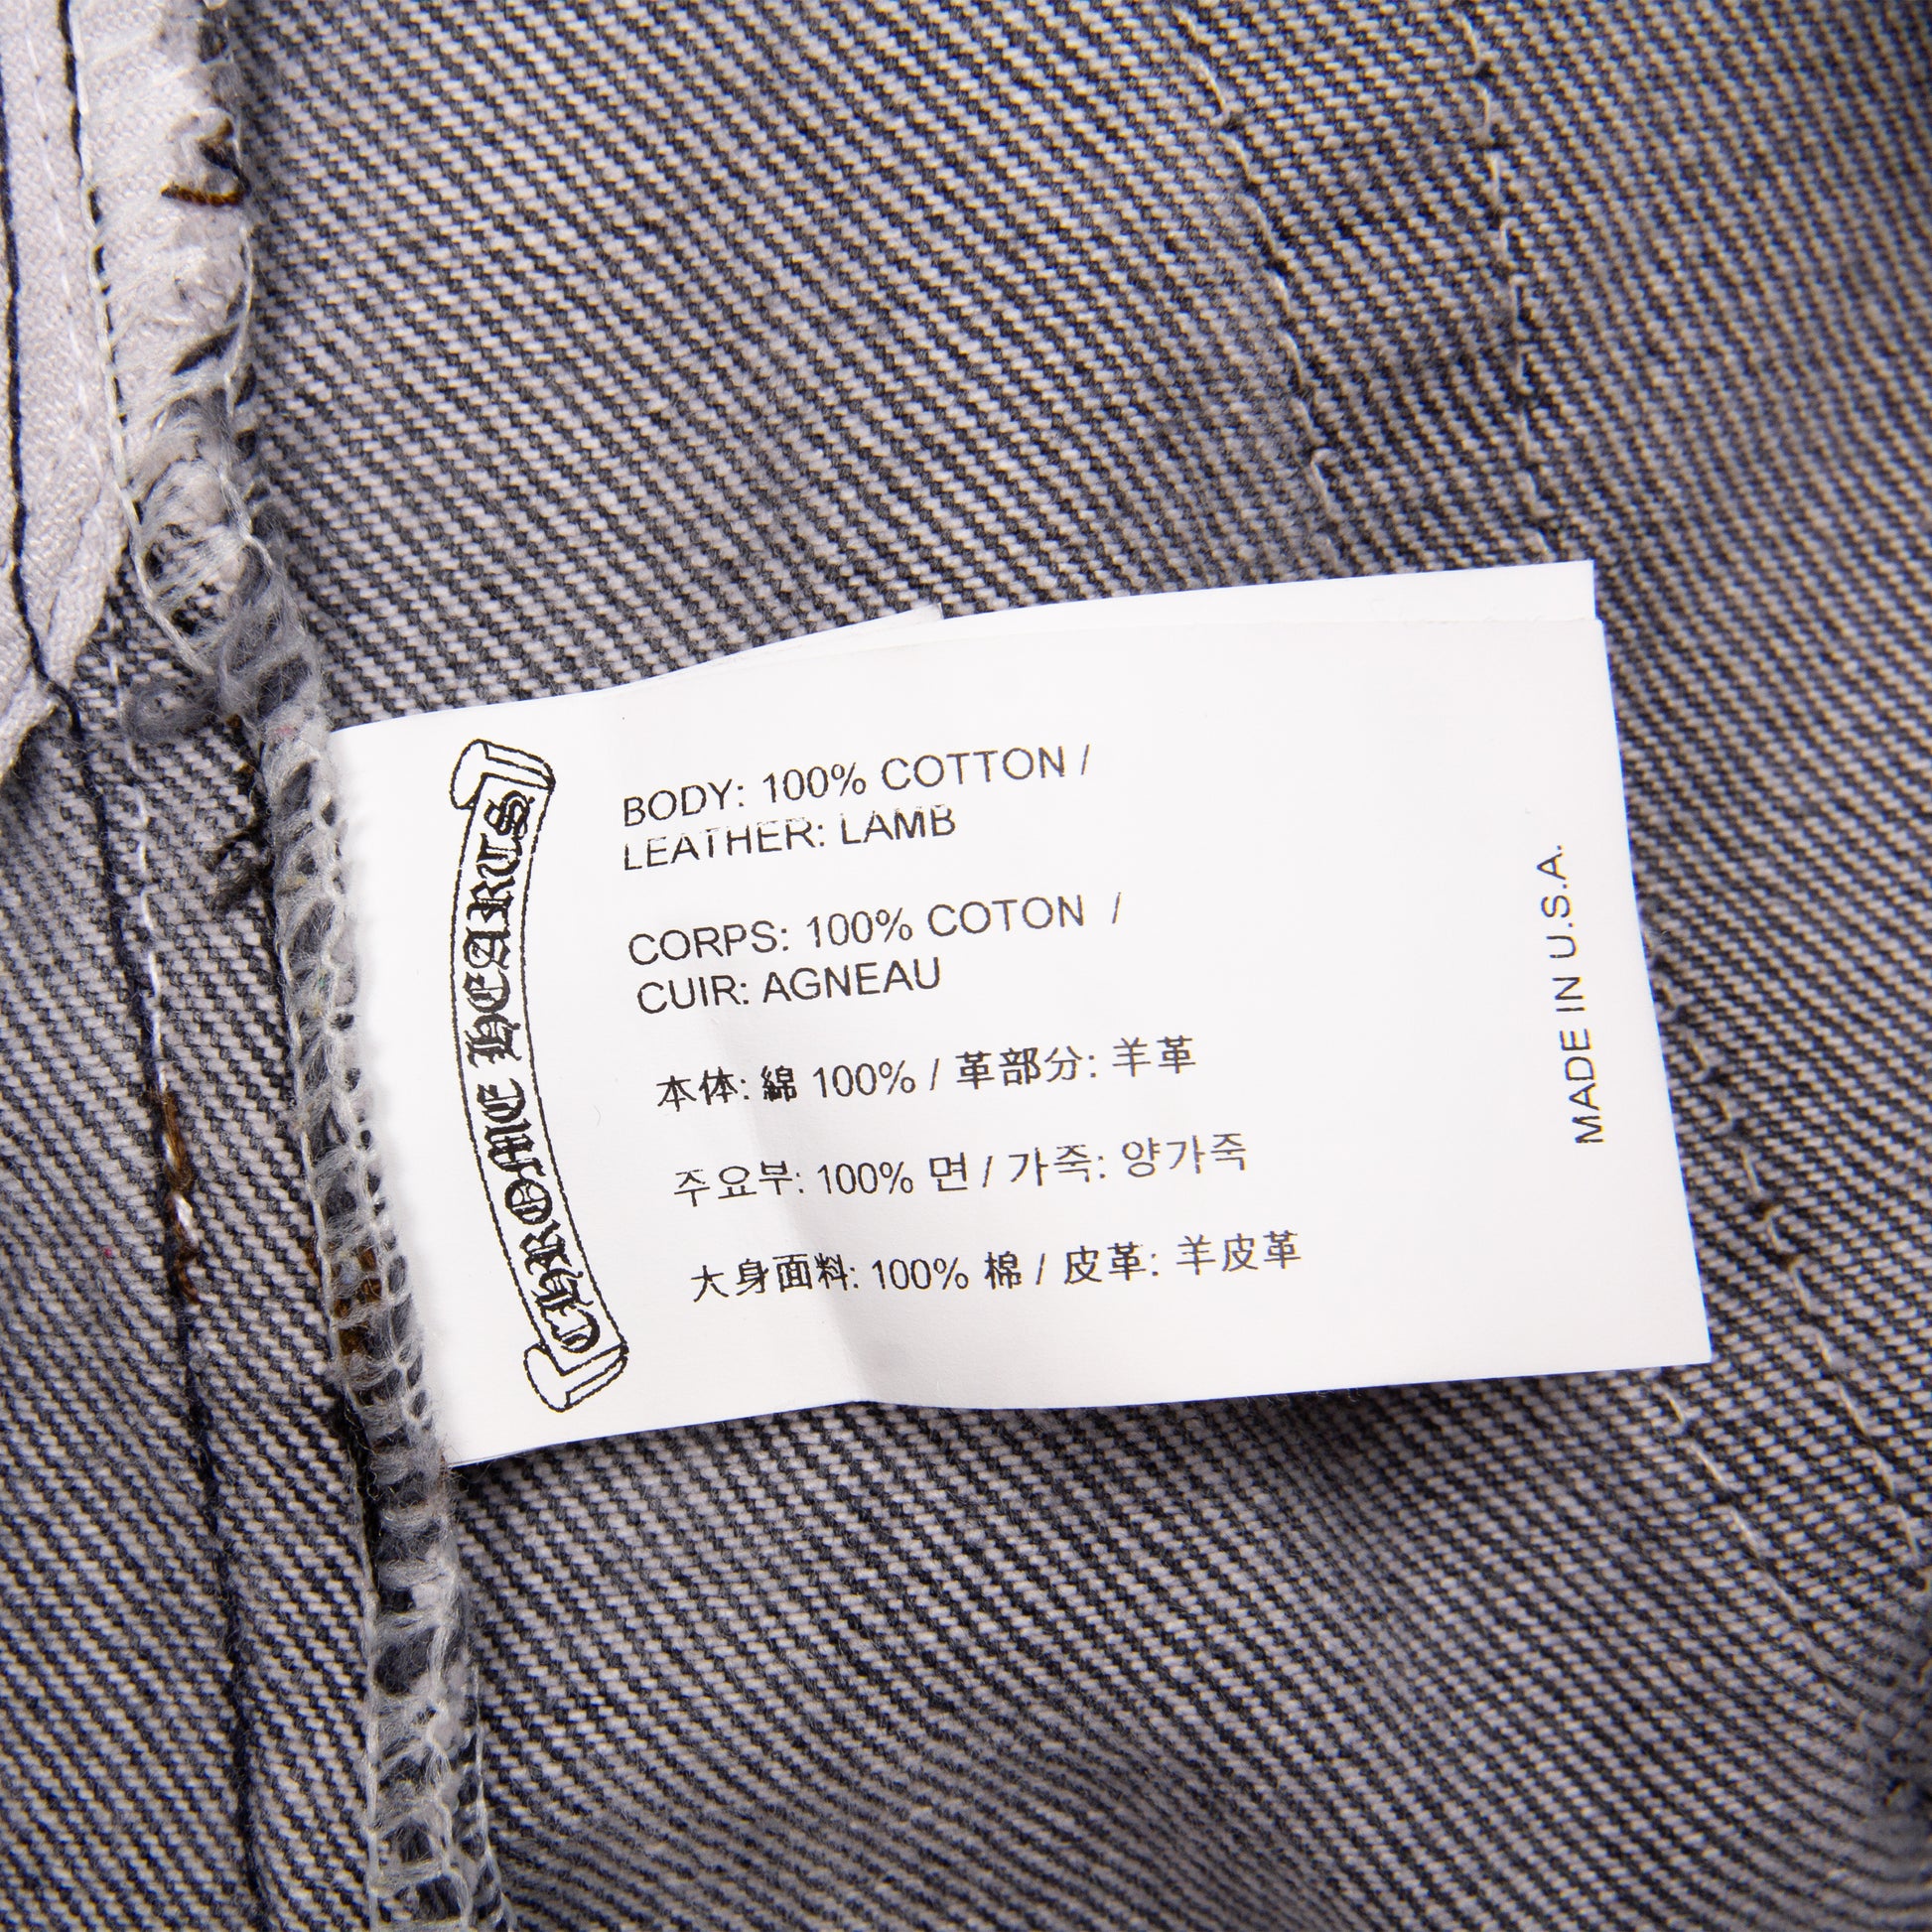 CHROME HEARTS
BODY: 100% COTTON /
LEATHER: LAMB
CORPS: 100% COTON /
CUIR: AGNEAU
本体: 綿 100% / 革部分: 羊革
주요부: 100% 면 / 가죽: 양가죽
大身面料: 100% 棉 / 皮革: 羊皮革
MADE IN U.S.A.